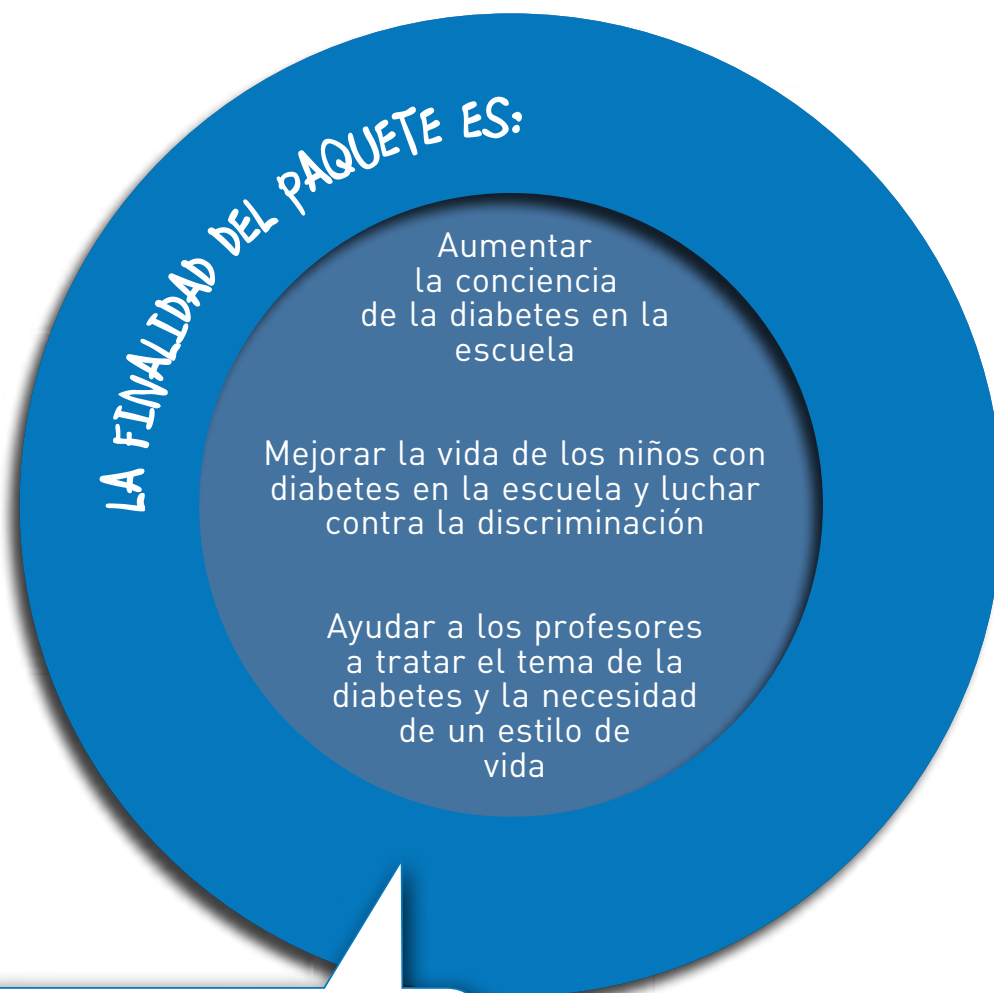 LA FINALIDAD DEL PAQUETE ES:
Aumentar
la conciencia
de la diabetes en la
escuela
Mejorar la vida de los niños con
diabetes en la escuela y luchar
contra la discriminación
Ayudar a los profesores
a tratar el tema de la
diabetes y la necesidad
de un estilo de
vida